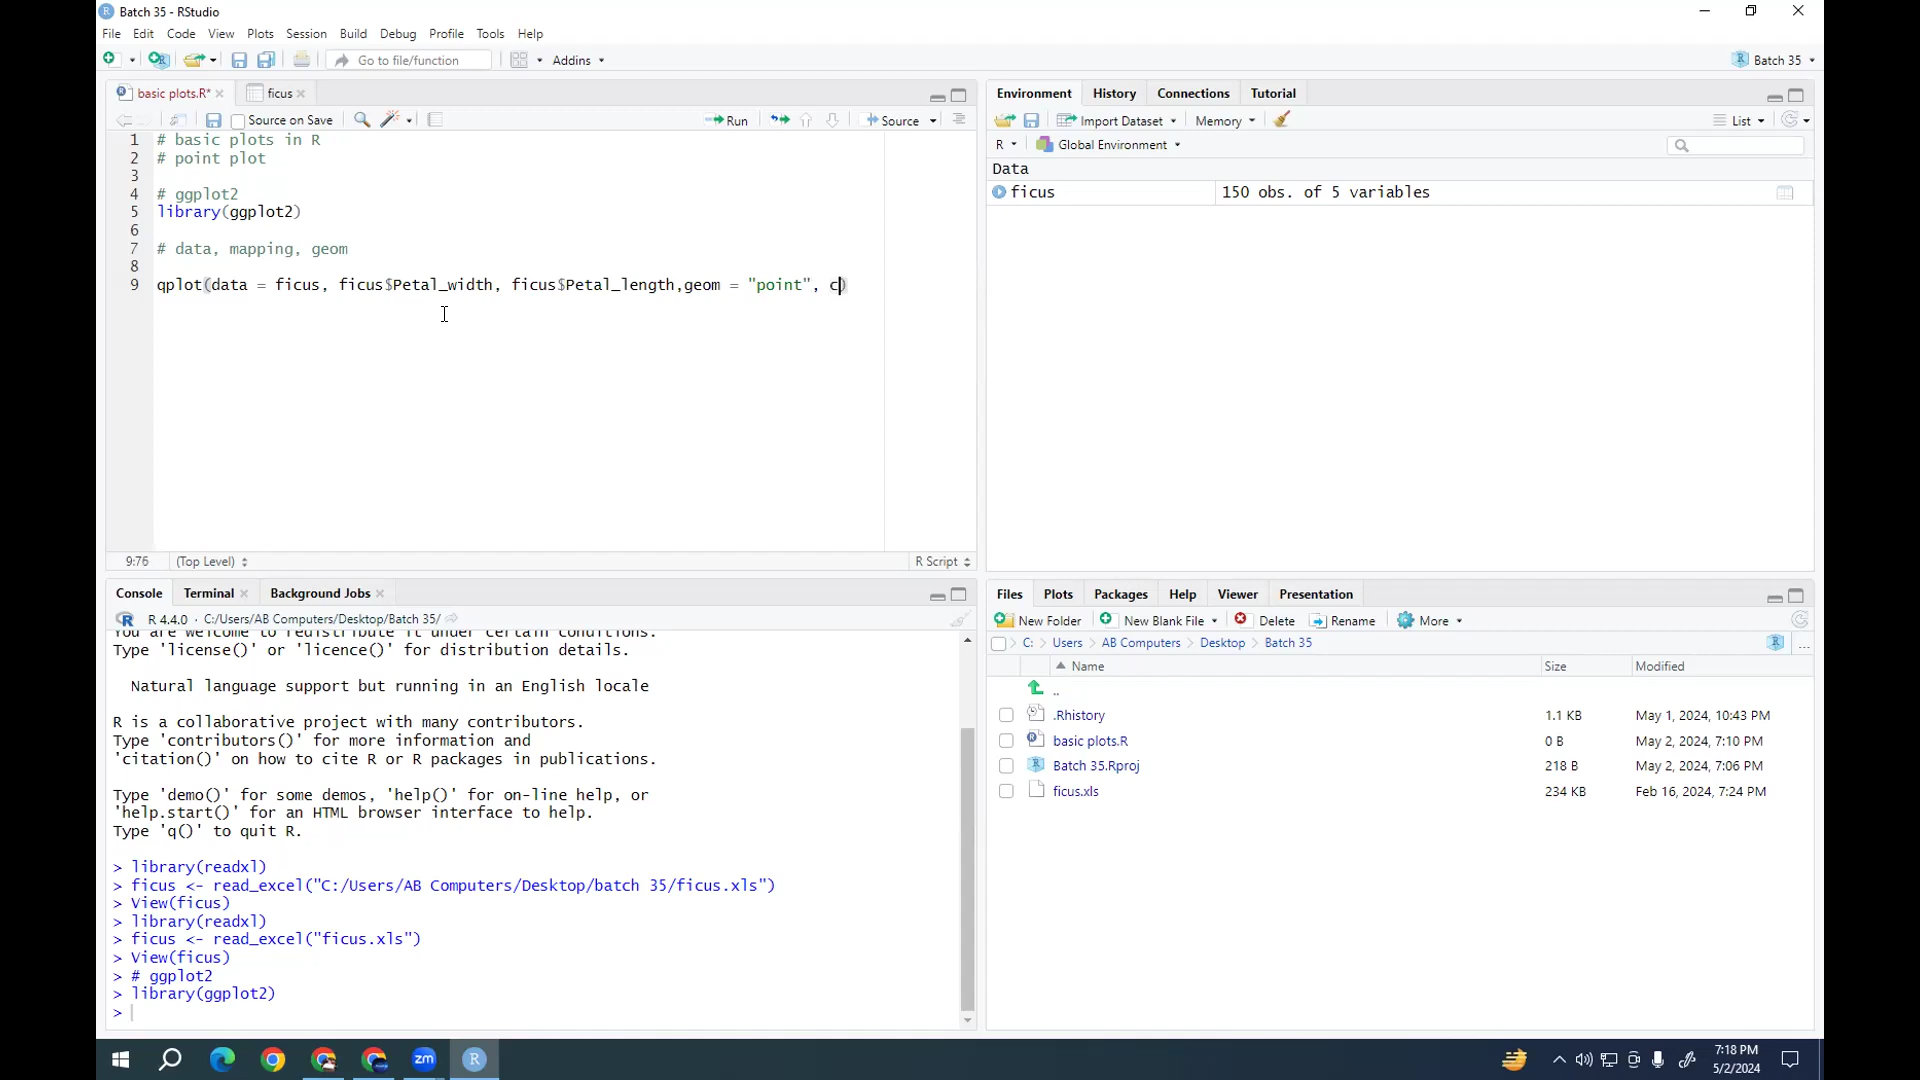 Batch 35 - RStudio
File Edit Code View Plots Session Build Debug Profile Tools Help
Go to file/function Addins Batch 35
basic plots.R* ficus
Source on Save Run Source
1 # basic plots in R
2 # point plot
3
4 # ggplot2
5 library(ggplot2)
6
7 # data, mapping, geom
8
9 qplot(data = ficus, ficus$Petal_width, ficus$Petal_length,geom = "point", c)
9:76 (Top Level) R Script
Console Terminal Background Jobs
R 4.4.0 · C:/Users/AB Computers/Desktop/Batch 35/
You are welcome to redistribute it under certain conditions.
Type 'license()' or 'licence()' for distribution details.
Natural language support but running in an English locale
R is a collaborative project with many contributors.
Type 'contributors()' for more information and
'citation()' on how to cite R or R packages in publications.
Type 'demo()' for some demos, 'help()' for on-line help, or
'help.start()' for an HTML browser interface to help.
Type 'q()' to quit R.
> library(readxl)
> ficus <- read_excel("C:/Users/AB Computers/Desktop/batch 35/ficus.xls")
> View(ficus)
> library(readxl)
> ficus <- read_excel("ficus.xls")
> View(ficus)
> # ggplot2
> library(ggplot2)
>
Environment History Connections Tutorial
Import Dataset Memory List
R Global Environment
Data
ficus 150 obs. of 5 variables
Files Plots Packages Help Viewer Presentation
New Folder New Blank File Delete Rename More
C: Users AB Computers Desktop Batch 35 ...
Name Size Modified
..
.Rhistory 1.1 KB May 1, 2024, 10:43 PM
basic plots.R 0 B May 2, 2024, 7:10 PM
Batch 35.Rproj 218 B May 2, 2024, 7:06 PM
ficus.xls 234 KB Feb 16, 2024, 7:24 PM
zm R
7:18 PM
5/2/2024